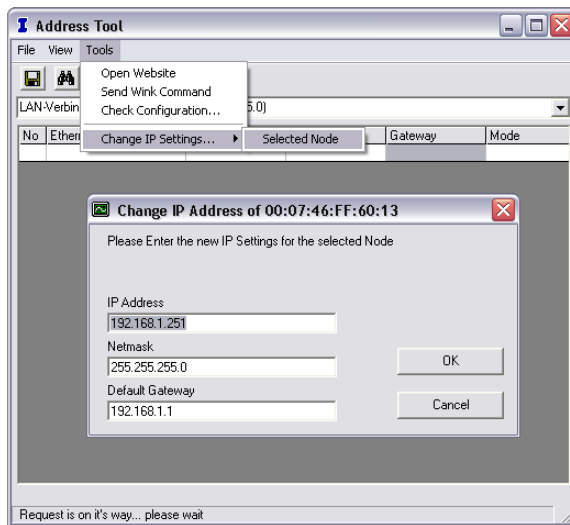 Address Tool
File View Tools
Open Website
Send Wink Command
Check Configuration...
LAN-Verbin 5.0)
Change IP Settings... Selected Node
No Ethern Gateway Mode
Change IP Address of 00:07:46:FF:60:13
Please Enter the new IP Settings for the selected Node
IP Address
192.168.1.251
Netmask
255.255.255.0
OK
Default Gateway
192.168.1.1
Cancel
Request is on it's way... please wait